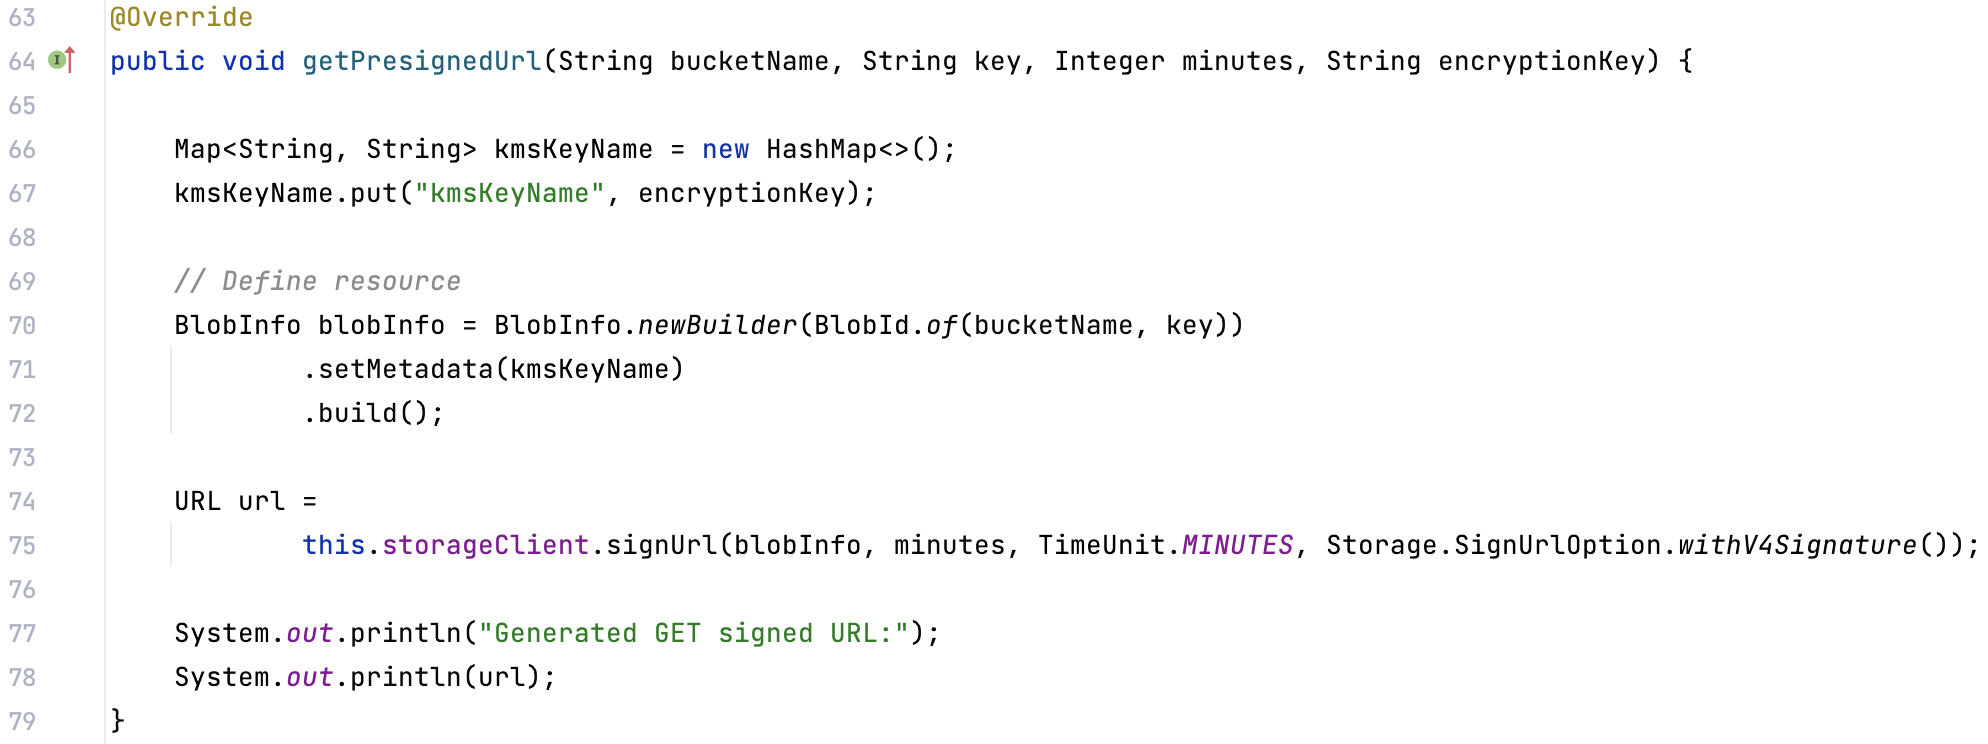 63 @Override
64 I public void getPresignedUrl(String bucketName, String key, Integer minutes, String encryptionKey) {
65
66 Map<String, String> kmsKeyName = new HashMap<>();
67 kmsKeyName.put("kmsKeyName", encryptionKey);
68
69 // Define resource
70 BlobInfo blobInfo = BlobInfo.newBuilder(BlobId.of(bucketName, key))
71 .setMetadata(kmsKeyName)
72 .build();
73
74 URL url =
75 this.storageClient.signUrl(blobInfo, minutes, TimeUnit.MINUTES, Storage.SignUrlOption.withV4Signature());
76
77 System.out.println("Generated GET signed URL:");
78 System.out.println(url);
79 }